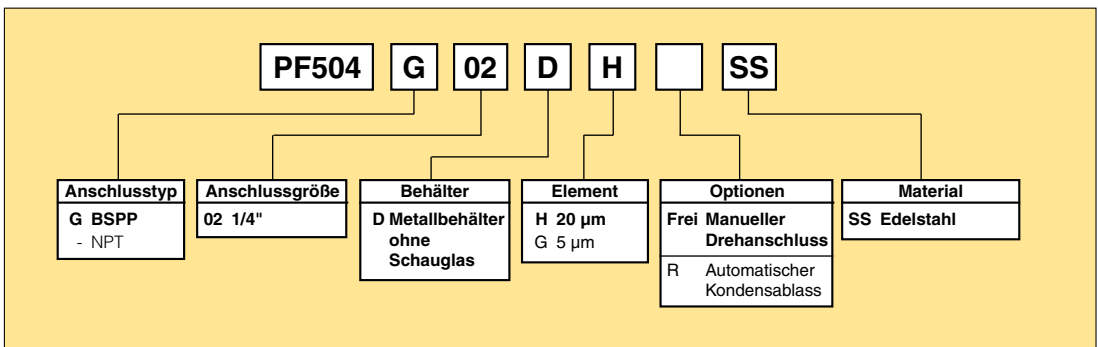 PF504 G 02 D H SS
Anschlusstyp
G BSPP
- NPT
Anschlussgröße
02 1/4"
Behälter
D Metallbehälter
ohne
Schauglas
Element
H 20 µm
G 5 µm
Optionen
Frei Manueller
Drehanschluss
R Automatischer
Kondensablass
Material
SS Edelstahl